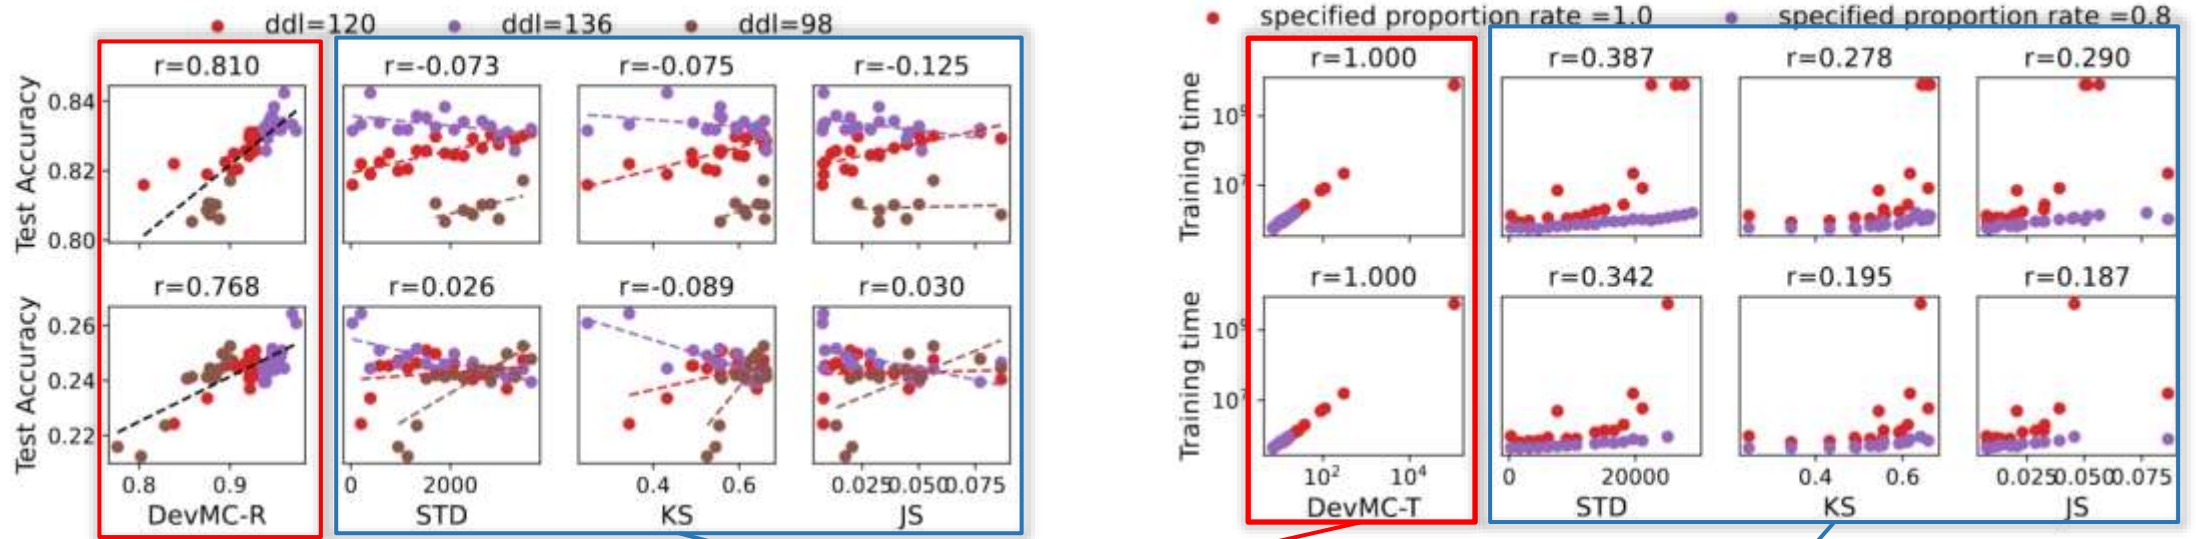 ddl=120 ddl=136 ddl=98
r=0.810 r=-0.073 r=-0.075 r=-0.125
Test Accuracy
0.84
0.82
0.80
r=0.768 r=0.026 r=-0.089 r=0.030
Test Accuracy
0.26
0.24
0.22
0.8 0.9 0 2000 0.4 0.6 0.025 0.050 0.075
DevMC-R STD KS JS
specified proportion rate =1.0 specified proportion rate =0.8
r=1.000 r=0.387 r=0.278 r=0.290
Training time
r=1.000 r=0.342 r=0.195 r=0.187
Training time
10² 10⁴ 0 20000 0.4 0.6 0.025 0.050 0.075
DevMC-T STD KS JS